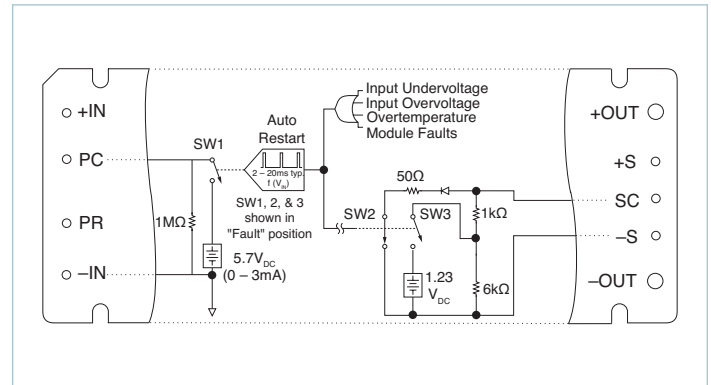 +IN
PC
PR
–IN
SW1
1MΩ
5.7V_DC
(0 – 3mA)
Auto
Restart
2 – 20ms typ.
f (V_IN)
SW1, 2, & 3
shown in
"Fault" position
Input Undervoltage
Input Overvoltage
Overtemperature
Module Faults
50Ω
SW2
SW3
1kΩ
1.23
V_DC
6kΩ
+OUT
+S
SC
–S
–OUT